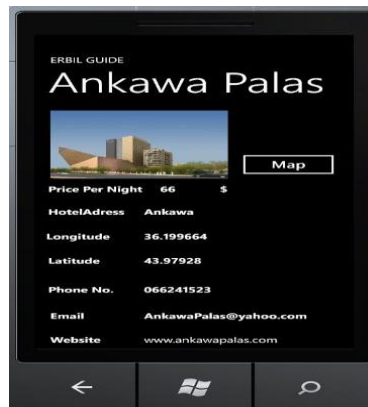 ERBIL GUIDE
Ankawa Palas
Map
Price Per Night 66 $
HotelAdress Ankawa
Longitude 36.199664
Latitude 43.97928
Phone No. 066241523
Email AnkawaPalas@yahoo.com
Website www.ankawapalas.com